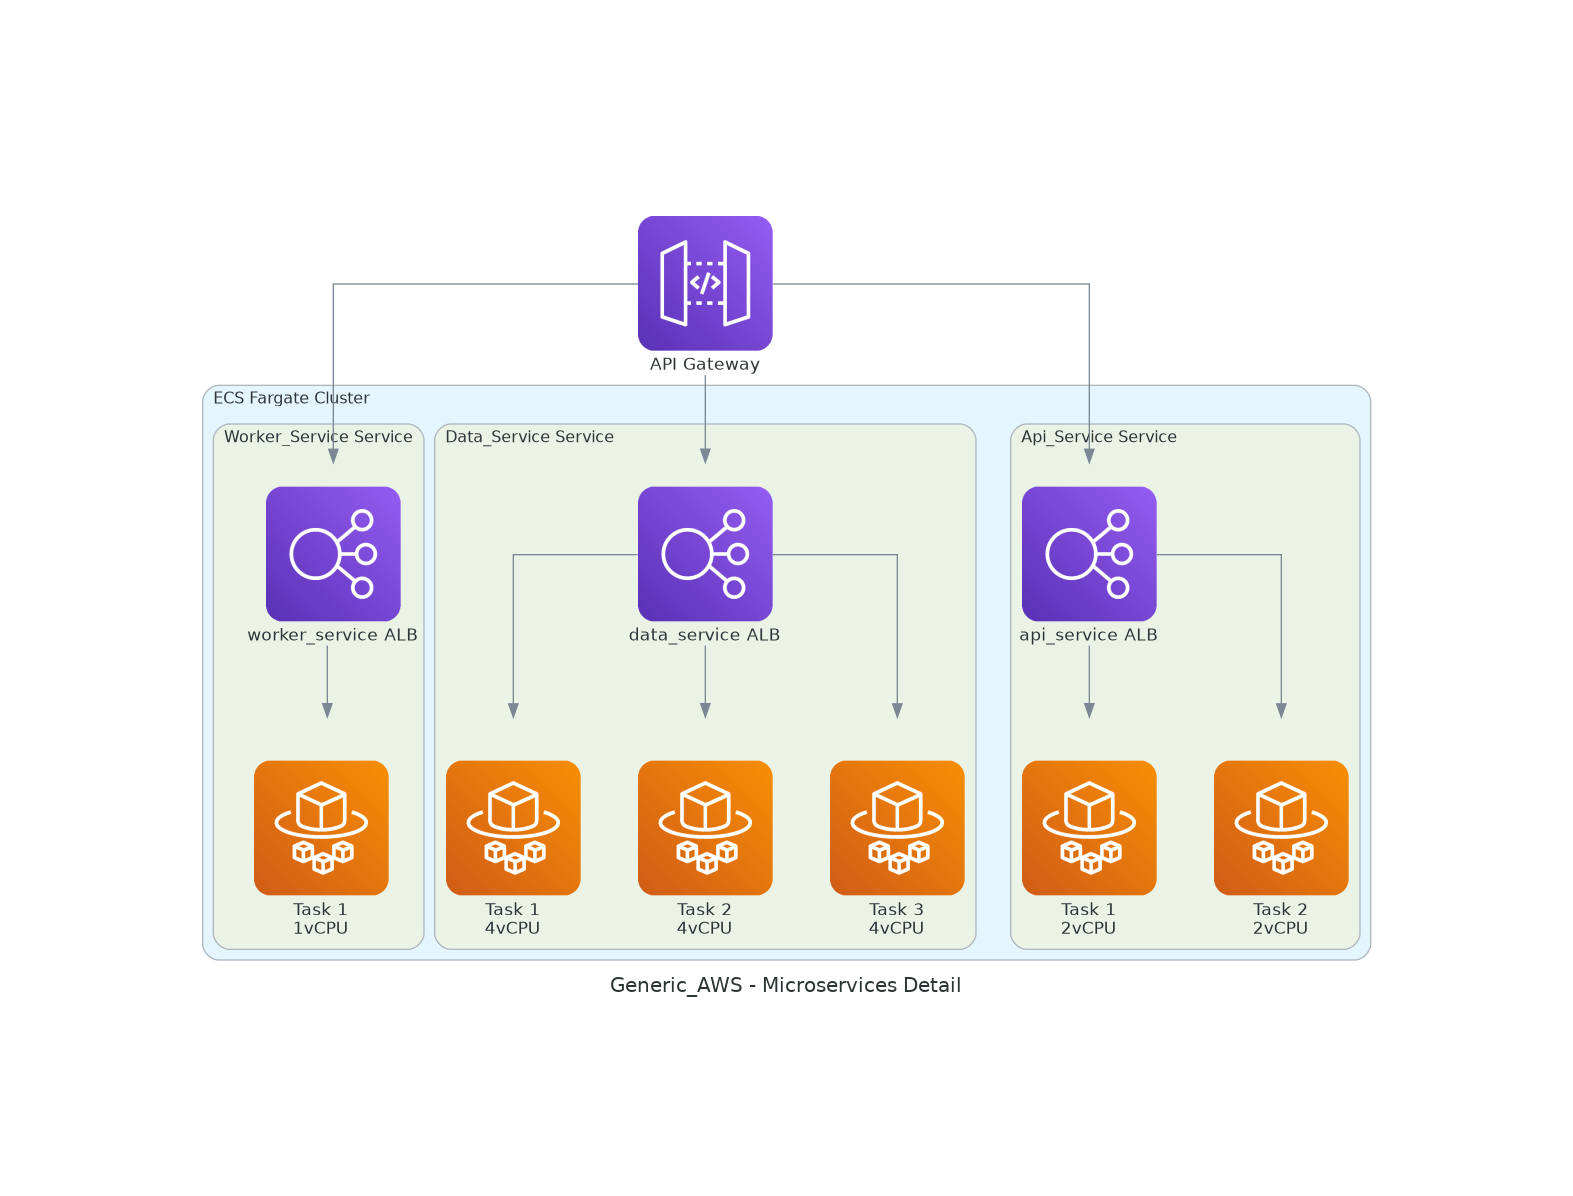 API Gateway
ECS Fargate Cluster
Worker_Service Service
Data_Service Service
Api_Service Service
worker_service ALB
data_service ALB
api_service ALB
Task 1
1vCPU
Task 1
4vCPU
Task 2
4vCPU
Task 3
4vCPU
Task 1
2vCPU
Task 2
2vCPU
Generic_AWS - Microservices Detail